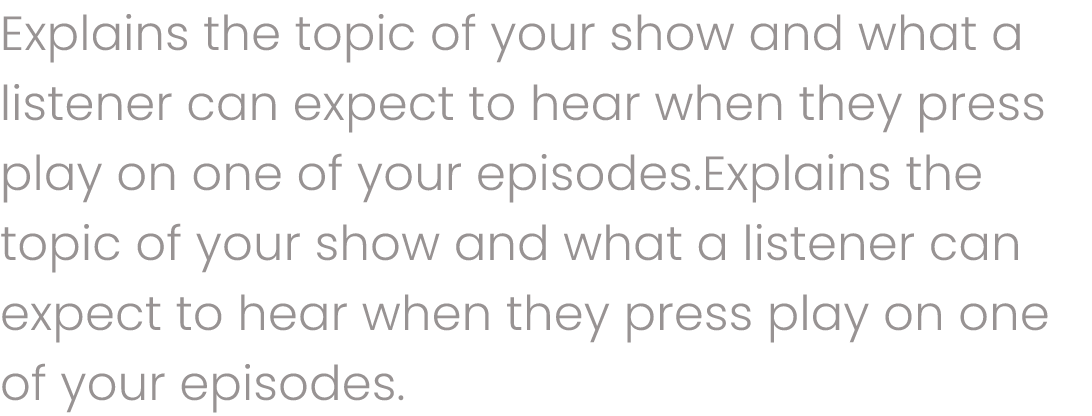 Explains the topic of your show and what a
listener can expect to hear when they press
play on one of your episodes.Explains the
topic of your show and what a listener can
expect to hear when they press play on one
of your episodes.